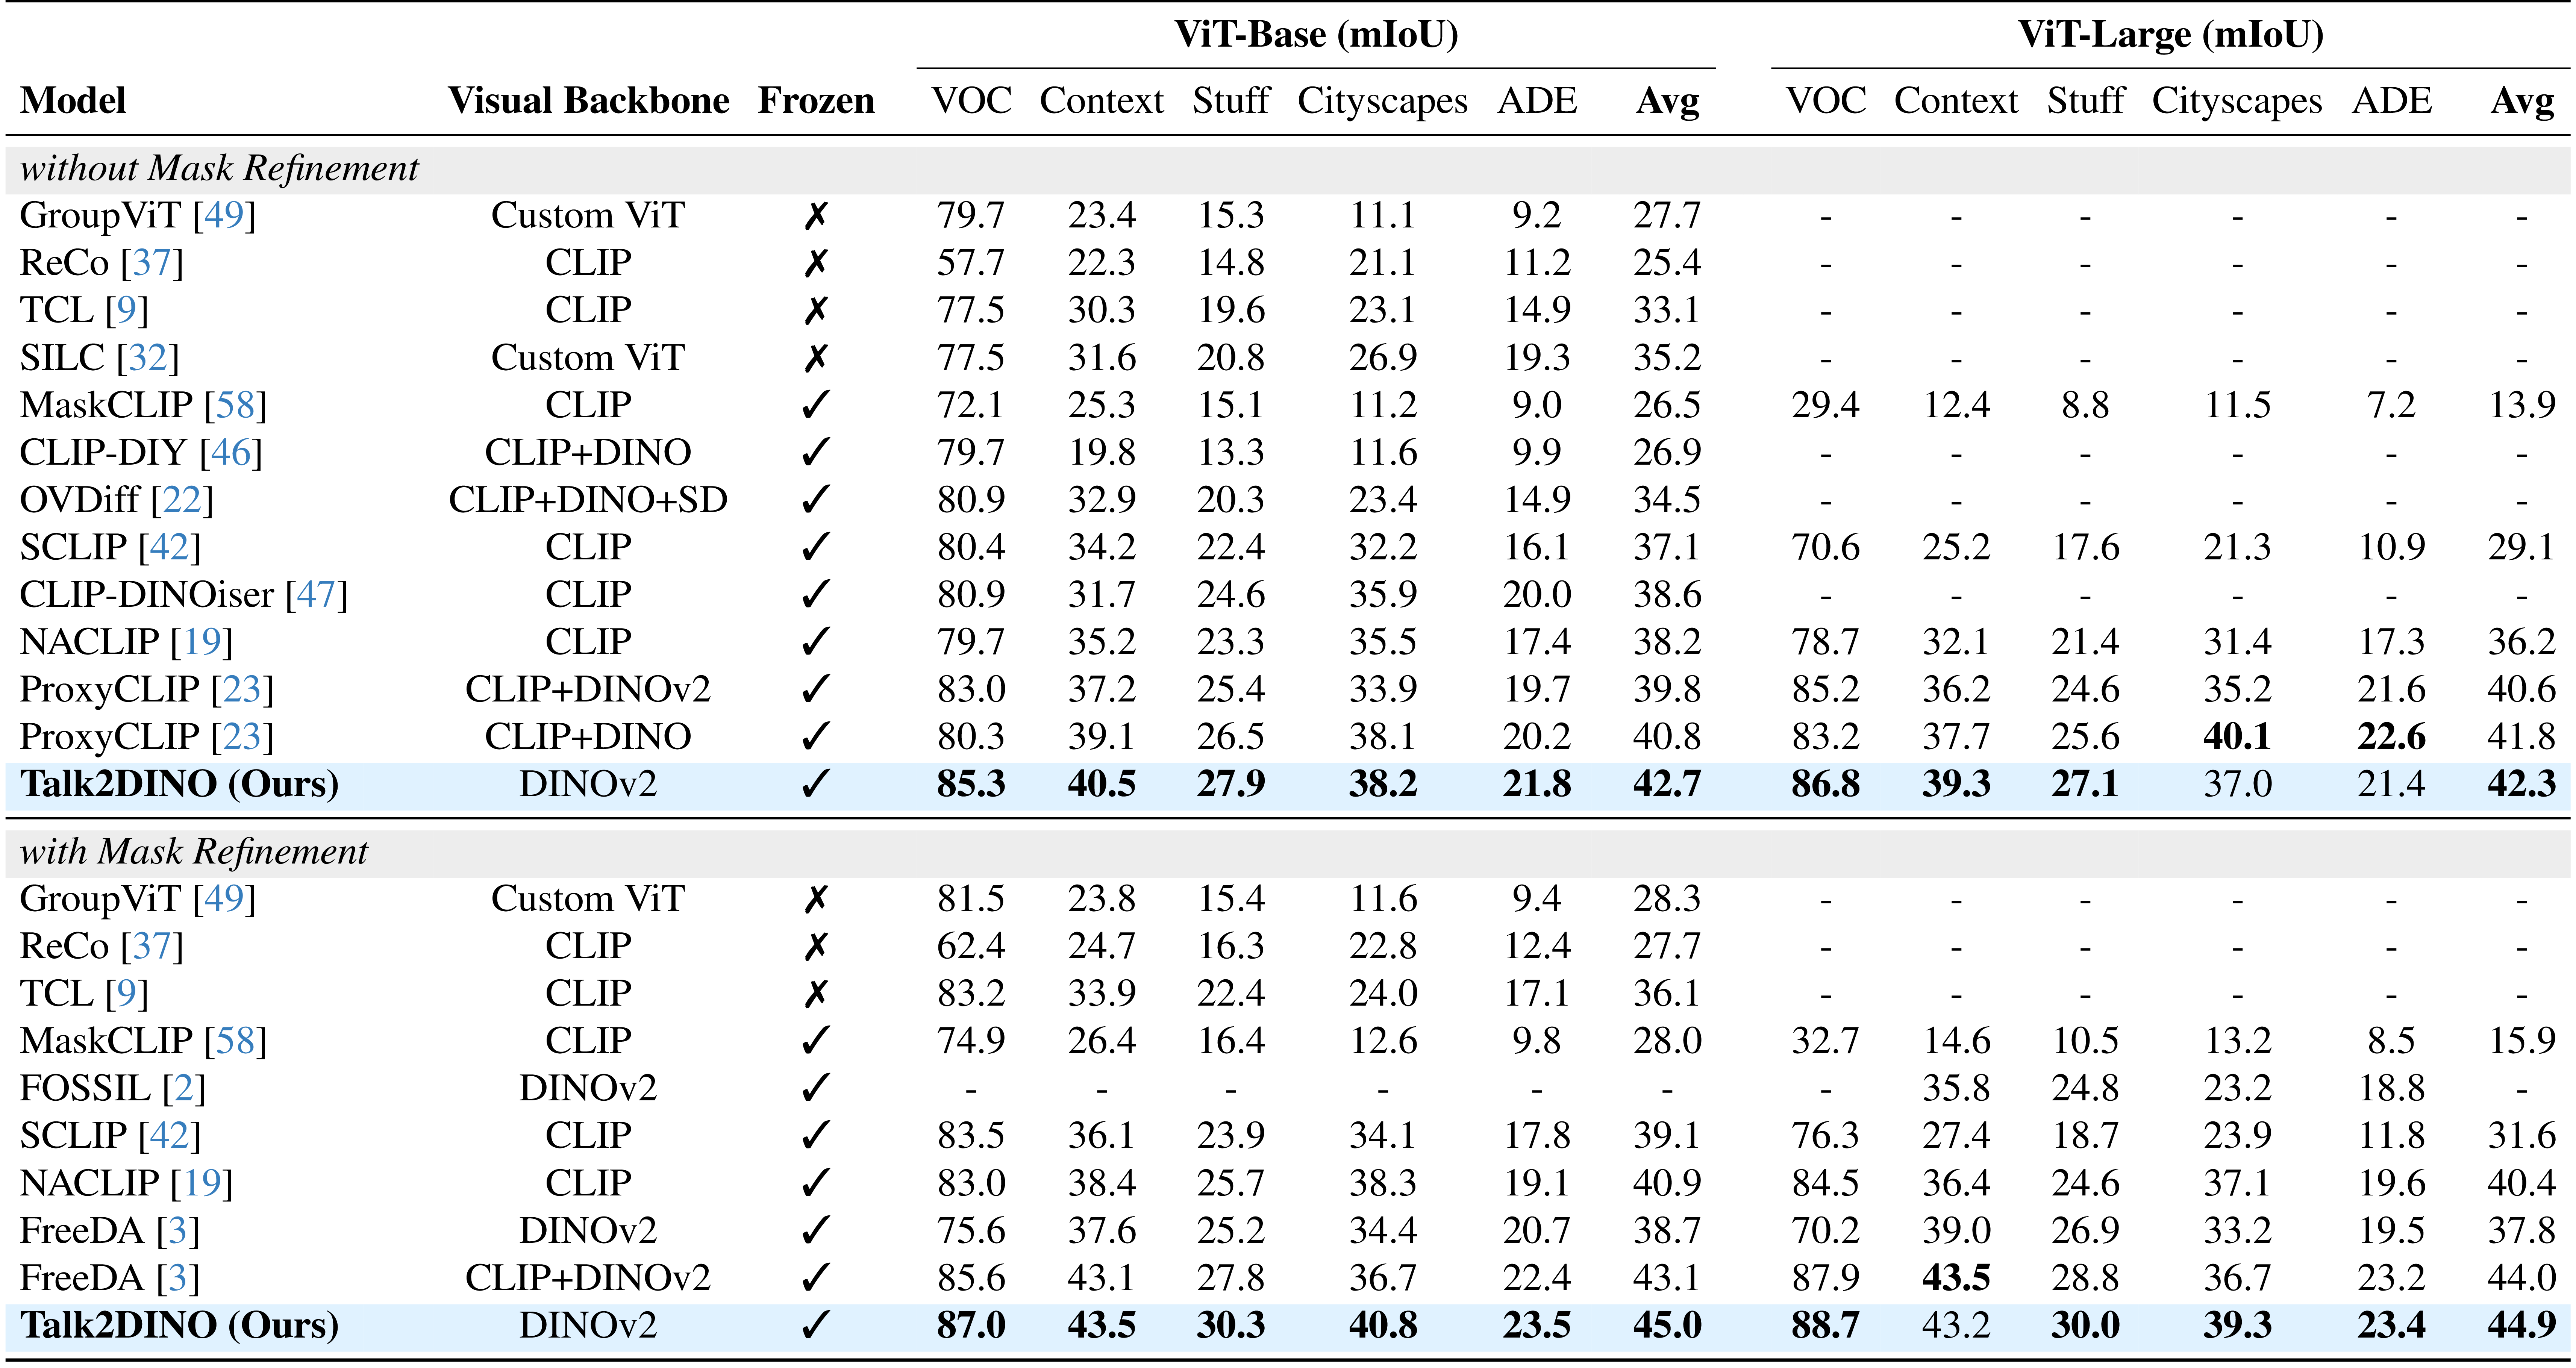 ViT-Base (mIoU) ViT-Large (mIoU)
Model Visual Backbone Frozen VOC Context Stuff Cityscapes ADE Avg VOC Context Stuff Cityscapes ADE Avg
without Mask Refinement
GroupViT [49] Custom ViT ✗ 79.7 23.4 15.3 11.1 9.2 27.7 - - - - - -
ReCo [37] CLIP ✗ 57.7 22.3 14.8 21.1 11.2 25.4 - - - - - -
TCL [9] CLIP ✗ 77.5 30.3 19.6 23.1 14.9 33.1 - - - - - -
SILC [32] Custom ViT ✗ 77.5 31.6 20.8 26.9 19.3 35.2 - - - - - -
MaskCLIP [58] CLIP ✓ 72.1 25.3 15.1 11.2 9.0 26.5 29.4 12.4 8.8 11.5 7.2 13.9
CLIP-DIY [46] CLIP+DINO ✓ 79.7 19.8 13.3 11.6 9.9 26.9 - - - - - -
OVDiff [22] CLIP+DINO+SD ✓ 80.9 32.9 20.3 23.4 14.9 34.5 - - - - - -
SCLIP [42] CLIP ✓ 80.4 34.2 22.4 32.2 16.1 37.1 70.6 25.2 17.6 21.3 10.9 29.1
CLIP-DINOiser [47] CLIP ✓ 80.9 31.7 24.6 35.9 20.0 38.6 - - - - - -
NACLIP [19] CLIP ✓ 79.7 35.2 23.3 35.5 17.4 38.2 78.7 32.1 21.4 31.4 17.3 36.2
ProxyCLIP [23] CLIP+DINOv2 ✓ 83.0 37.2 25.4 33.9 19.7 39.8 85.2 36.2 24.6 35.2 21.6 40.6
ProxyCLIP [23] CLIP+DINO ✓ 80.3 39.1 26.5 38.1 20.2 40.8 83.2 37.7 25.6 40.1 22.6 41.8
Talk2DINO (Ours) DINOv2 ✓ 85.3 40.5 27.9 38.2 21.8 42.7 86.8 39.3 27.1 37.0 21.4 42.3
with Mask Refinement
GroupViT [49] Custom ViT ✗ 81.5 23.8 15.4 11.6 9.4 28.3 - - - - - -
ReCo [37] CLIP ✗ 62.4 24.7 16.3 22.8 12.4 27.7 - - - - - -
TCL [9] CLIP ✗ 83.2 33.9 22.4 24.0 17.1 36.1 - - - - - -
MaskCLIP [58] CLIP ✓ 74.9 26.4 16.4 12.6 9.8 28.0 32.7 14.6 10.5 13.2 8.5 15.9
FOSSIL [2] DINOv2 ✓ - - - - - - - 35.8 24.8 23.2 18.8 -
SCLIP [42] CLIP ✓ 83.5 36.1 23.9 34.1 17.8 39.1 76.3 27.4 18.7 23.9 11.8 31.6
NACLIP [19] CLIP ✓ 83.0 38.4 25.7 38.3 19.1 40.9 84.5 36.4 24.6 37.1 19.6 40.4
FreeDA [3] DINOv2 ✓ 75.6 37.6 25.2 34.4 20.7 38.7 70.2 39.0 26.9 33.2 19.5 37.8
FreeDA [3] CLIP+DINOv2 ✓ 85.6 43.1 27.8 36.7 22.4 43.1 87.9 43.5 28.8 36.7 23.2 44.0
Talk2DINO (Ours) DINOv2 ✓ 87.0 43.5 30.3 40.8 23.5 45.0 88.7 43.2 30.0 39.3 23.4 44.9